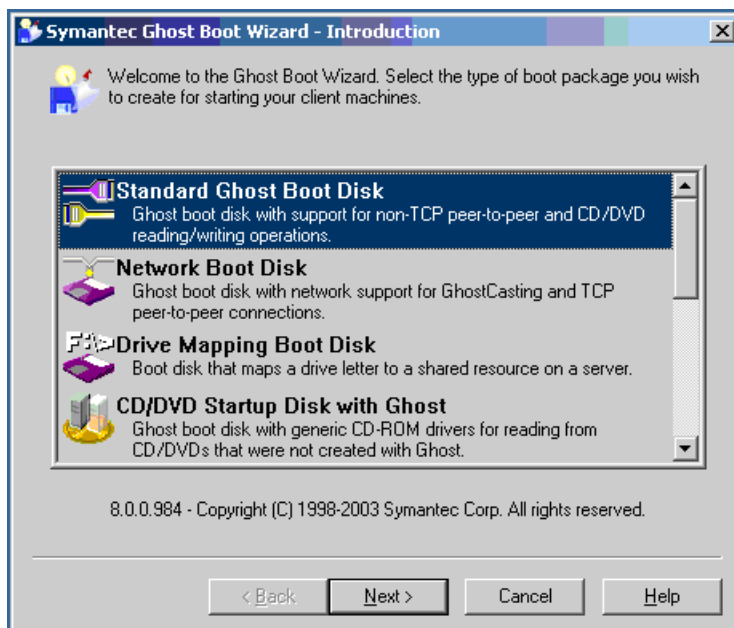 Symantec Ghost Boot Wizard - Introduction
Welcome to the Ghost Boot Wizard. Select the type of boot package you wish
to create for starting your client machines.
Standard Ghost Boot Disk
Ghost boot disk with support for non-TCP peer-to-peer and CD/DVD
reading/writing operations.
Network Boot Disk
Ghost boot disk with network support for GhostCasting and TCP
peer-to-peer connections.
F:\>
Drive Mapping Boot Disk
Boot disk that maps a drive letter to a shared resource on a server.
CD/DVD Startup Disk with Ghost
Ghost boot disk with generic CD-ROM drivers for reading from
CD/DVDs that were not created with Ghost.
8.0.0.984 - Copyright (C) 1998-2003 Symantec Corp. All rights reserved.
< Back Next > Cancel Help